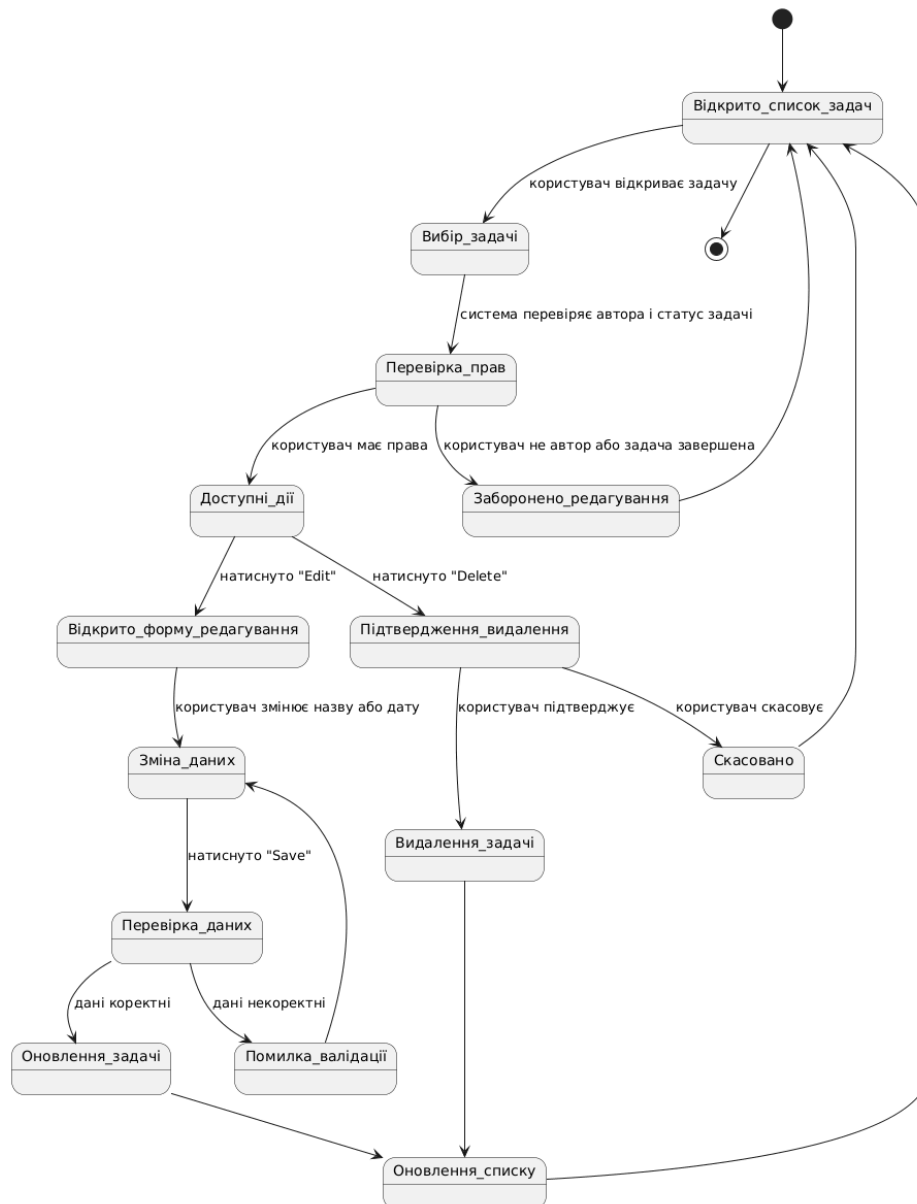 Відкрито_список_задач
користувач відкриває задачу
Вибір_задачі
система перевіряє автора і статус задачі
Перевірка_прав
користувач має права
користувач не автор або задача завершена
Доступні_дії
Заборонено_редагування
натиснуто "Edit"
натиснуто "Delete"
Відкрито_форму_редагування
Підтвердження_видалення
користувач змінює назву або дату
користувач підтверджує
користувач скасовує
Зміна_даних
Скасовано
натиснуто "Save"
Видалення_задачі
Перевірка_даних
дані коректні
дані некоректні
Оновлення_задачі
Помилка_валідації
Оновлення_списку